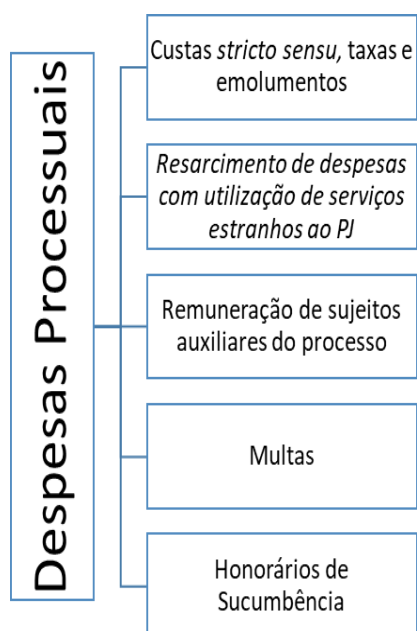 Despesas Processuais
Custas stricto sensu, taxas e
emolumentos
Resarcimento de despesas
com utilização de serviços
estranhos ao PJ
Remuneração de sujeitos
auxiliares do processo
Multas
Honorários de
Sucumbência